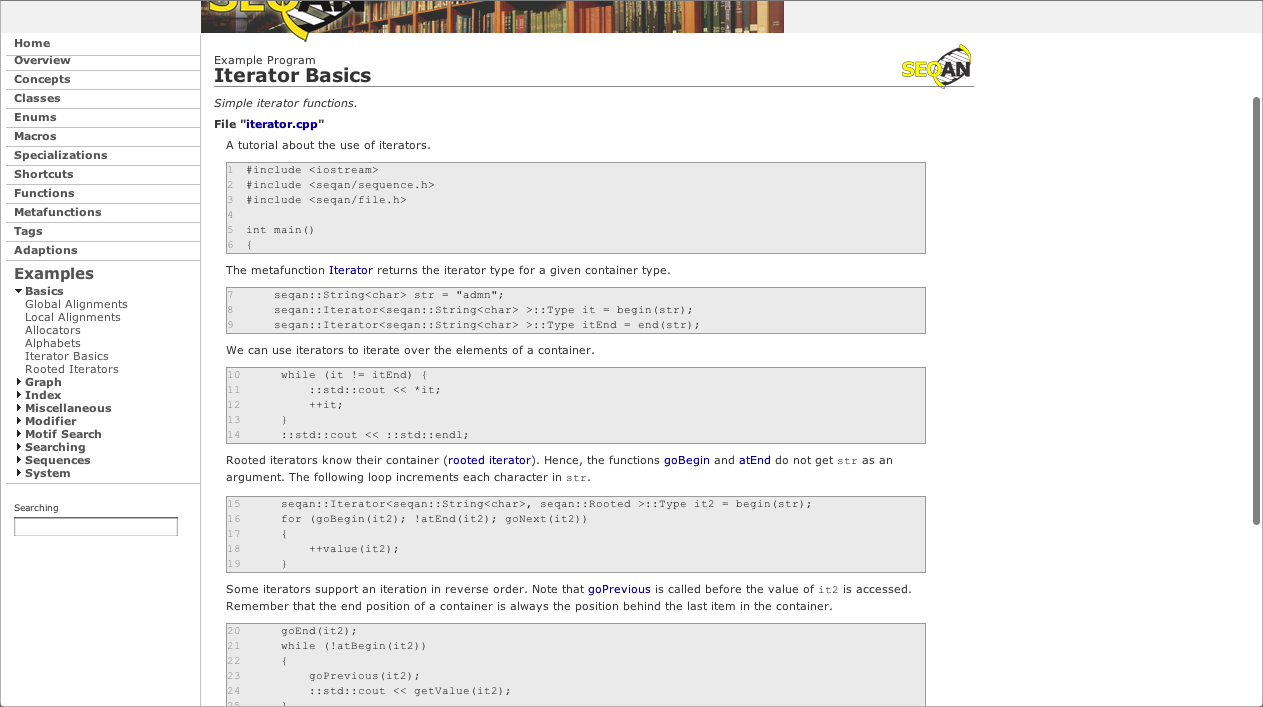 SEQAN
Home
Overview
Concepts
Classes
Enums
Macros
Specializations
Shortcuts
Functions
Metafunctions
Tags
Adaptions
Examples
Basics
Global Alignments
Local Alignments
Allocators
Alphabets
Iterator Basics
Rooted Iterators
Graph
Index
Miscellaneous
Modifier
Motif Search
Searching
Sequences
System
Searching
Example Program
Iterator Basics
SEQAN
Simple iterator functions.
File "iterator.cpp"
A tutorial about the use of iterators.
1 #include <iostream>
2 #include <seqan/sequence.h>
3 #include <seqan/file.h>
4
5 int main()
6 {
The metafunction Iterator returns the iterator type for a given container type.
7     seqan::String<char> str = "admn";
8     seqan::Iterator<seqan::String<char> >::Type it = begin(str);
9     seqan::Iterator<seqan::String<char> >::Type itEnd = end(str);
We can use iterators to iterate over the elements of a container.
10     while (it != itEnd) {
11         ::std::cout << *it;
12         ++it;
13     }
14     ::std::cout << ::std::endl;
Rooted iterators know their container (rooted iterator). Hence, the functions goBegin and atEnd do not get str as an
argument. The following loop increments each character in str.
15     seqan::Iterator<seqan::String<char>, seqan::Rooted >::Type it2 = begin(str);
16     for (goBegin(it2); !atEnd(it2); goNext(it2))
17     {
18         ++value(it2);
19     }
Some iterators support an iteration in reverse order. Note that goPrevious is called before the value of it2 is accessed.
Remember that the end position of a container is always the position behind the last item in the container.
20     goEnd(it2);
21     while (!atBegin(it2))
22     {
23         goPrevious(it2);
24         ::std::cout << getValue(it2);
25     }